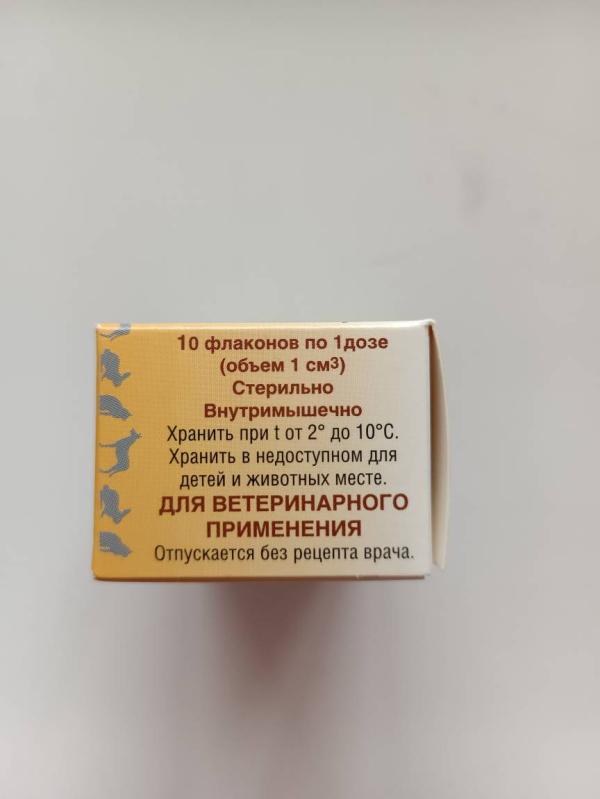 10 флаконов по 1дозе
(объем 1 см3)
Стерильно
Внутримышечно
Хранить при t от 2° до 10°С.
Хранить в недоступном для
детей и животных месте.
ДЛЯ ВЕТЕРИНАРНОГО
ПРИМЕНЕНИЯ
Отпускается без рецепта врача.